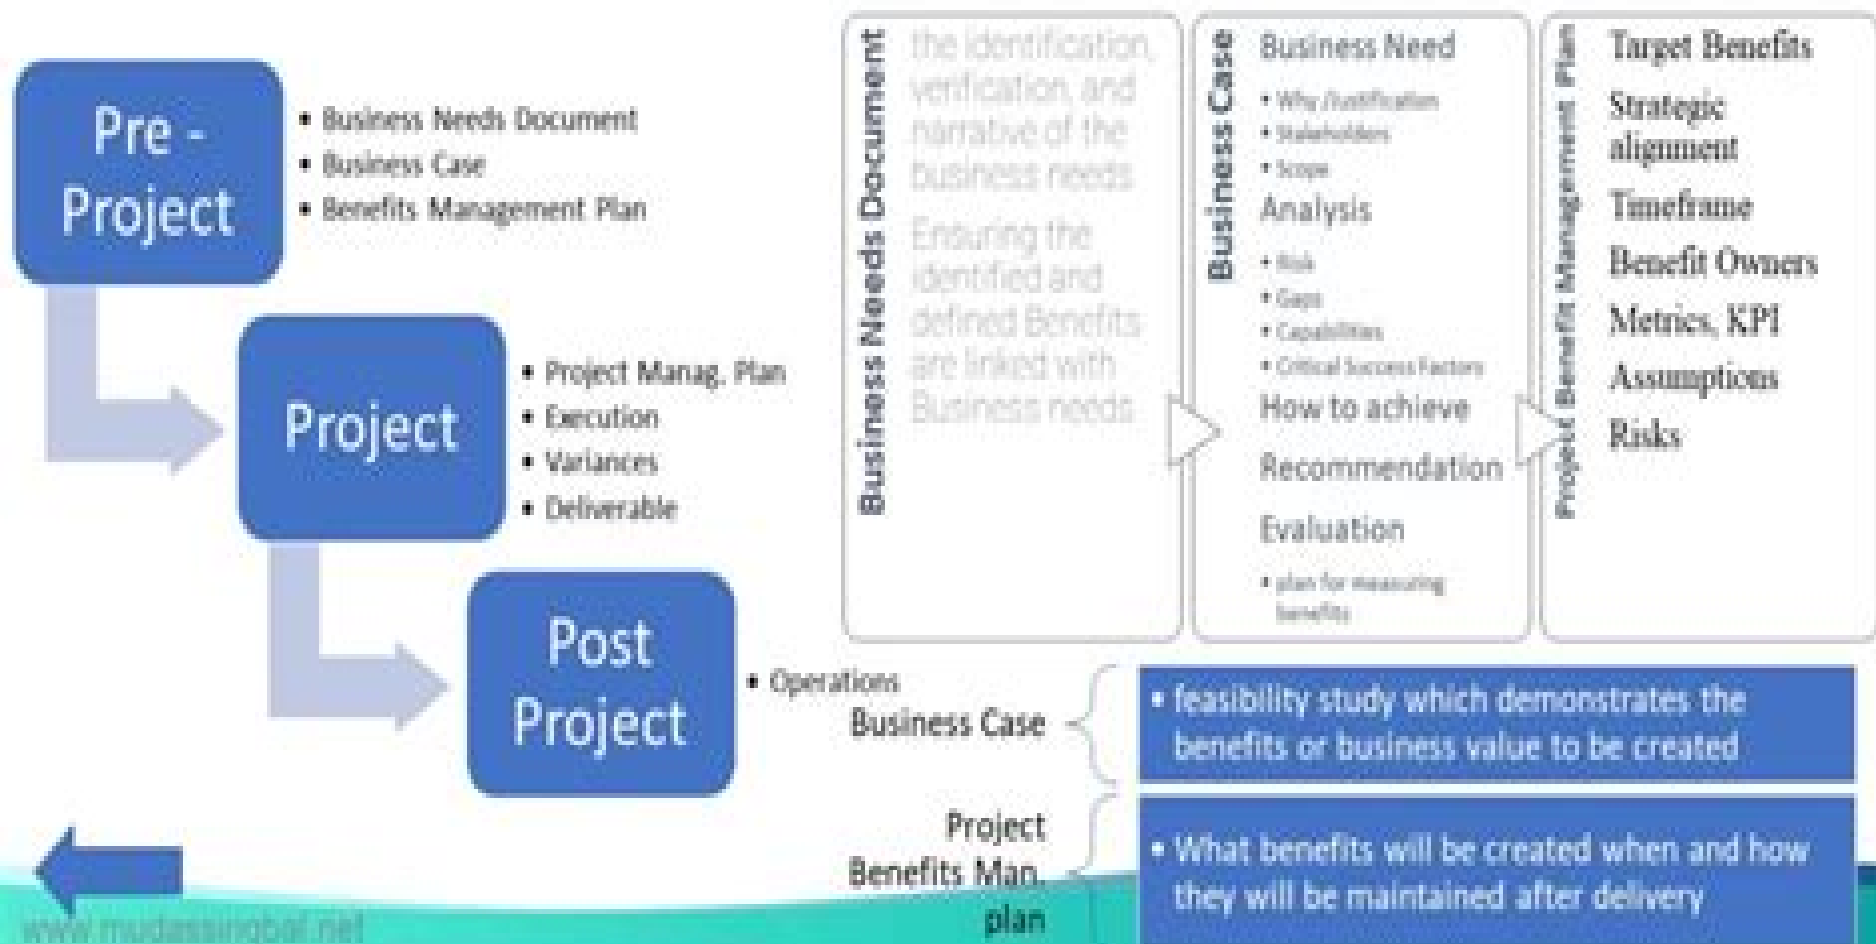 Pre -
Project
• Business Needs Document
• Business Case
• Benefits Management Plan
Project
• Project Manag. Plan
• Execution
• Variances
• Deliverable
Post
Project
• Operations
Business Needs Document
the identification,
verification, and
narrative of the
business needs
Ensuring the
identified and
defined Benefits
are linked with
Business needs
Business Case
Business Need
• Why /Justification
• Stakeholders
• Scope
Analysis
• Risk
• Gaps
• Capabilities
• Critical Success Factors
How to achieve
Recommendation
Evaluation
• plan for measuring
benefits
Project Benefit Management Plan
Target Benefits
Strategic
alignment
Timeframe
Benefit Owners
Metrics, KPI
Assumptions
Risks
Business Case
• feasibility study which demonstrates the
benefits or business value to be created
Project
Benefits Man.
plan
• What benefits will be created when and how
they will be maintained after delivery